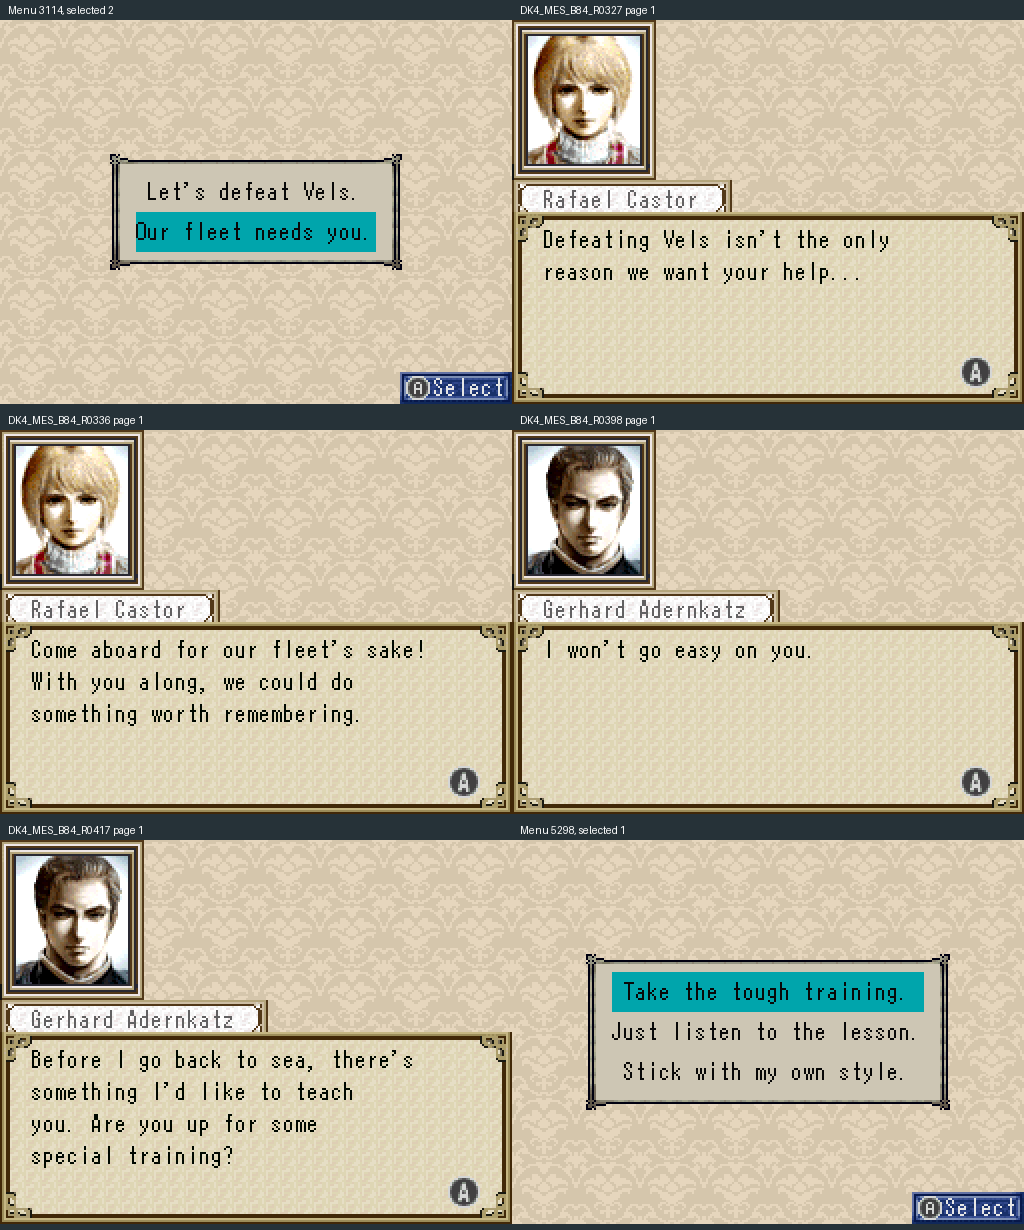 Menu 3114, selected 2
Let's defeat Vels.
Our fleet needs you.
A Select
DK4_MES_B84_R0327 page 1
Rafael Castor
Defeating Vels isn't the only
reason we want your help...
A
DK4_MES_B84_R0336 page 1
Rafael Castor
Come aboard for our fleet's sake!
With you along, we could do
something worth remembering.
A
DK4_MES_B84_R0398 page 1
Gerhard Adernkatz
I won't go easy on you.
A
DK4_MES_B84_R0417 page 1
Gerhard Adernkatz
Before I go back to sea, there's
something I'd like to teach
you. Are you up for some
special training?
A
Menu 5298, selected 1
Take the tough training.
Just listen to the lesson.
Stick with my own style.
A Select